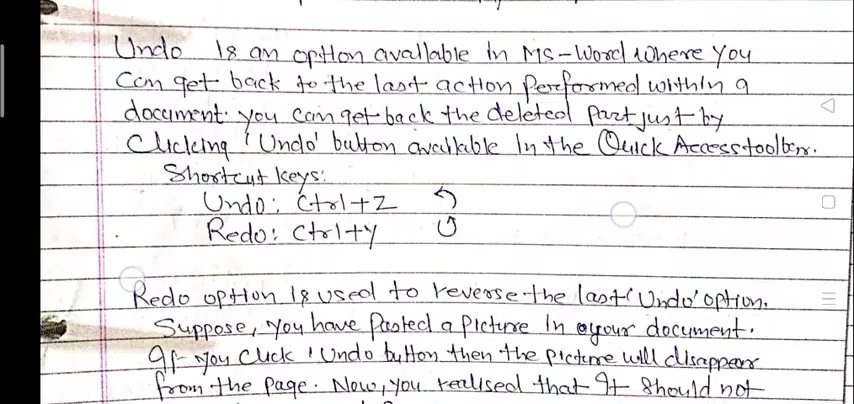 Undo is an option available in MS-Word where you
can get back to the last action performed within a
document. you can get back the deleted part just by
Clicking 'Undo' button available in the Quick Access toolbar.
Shortcut keys:
Undo: Ctrl+Z
Redo: Ctrl+y
Redo option is used to reverse the last 'Undo' option.
Suppose, you have pasted a picture in your document.
If you click 'Undo button then the picture will disappear
from the page. Now, you realised that It should not